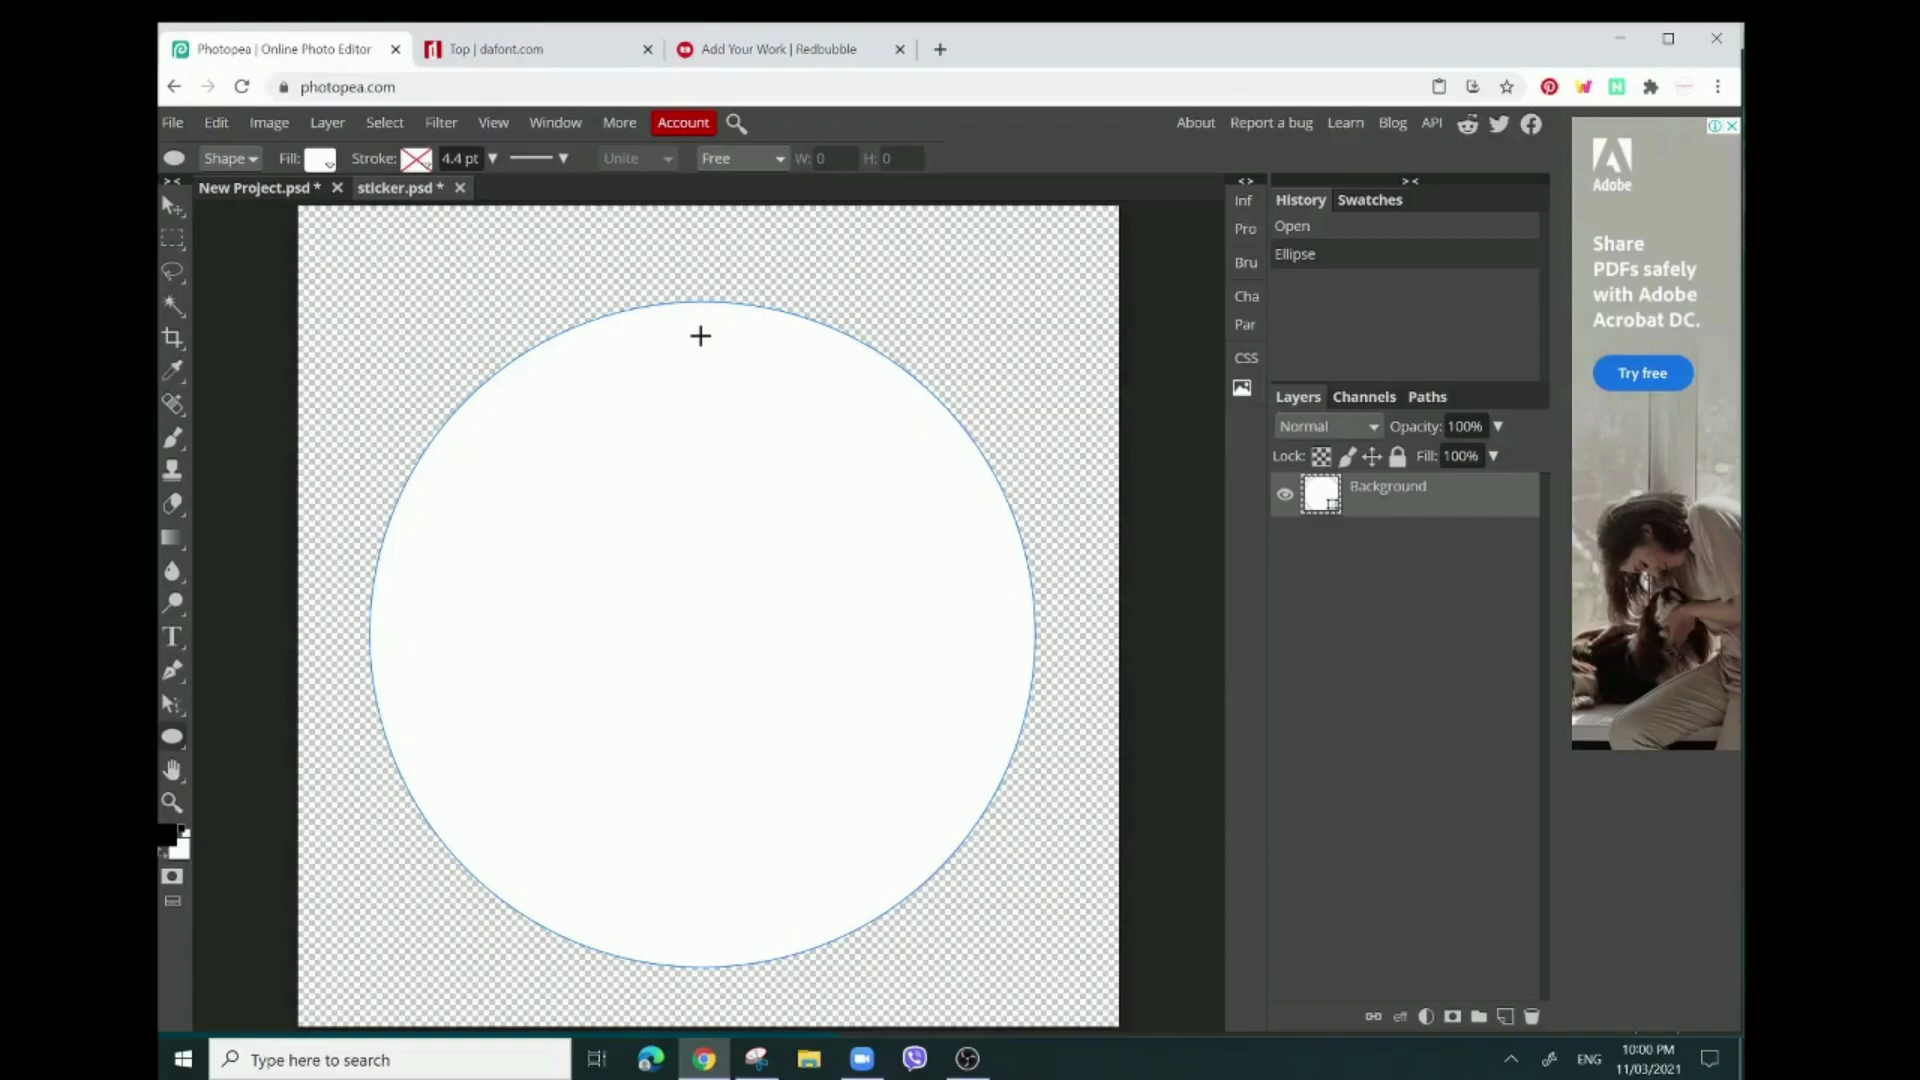 Photopea | Online Photo Editor
Top | dafont.com
Add Your Work | Redbubble
photopea.com
File Edit Image Layer Select Filter View Window More Account
About Report a bug Learn Blog API
Shape Fill: Stroke: 4.4 pt Unite Free W: 0 H: 0
New Project.psd * sticker.psd *
Inf
Pro
Bru
Cha
Par
CSS
History Swatches
Open
Ellipse
Layers Channels Paths
Normal Opacity: 100%
Lock: Fill: 100%
Background
eff
Adobe
Share
PDFs safely
with Adobe
Acrobat DC.
Try free
Type here to search
ENG
10:00 PM
11/03/2021